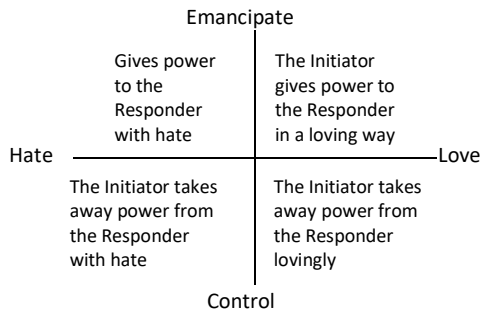 Emancipate
Gives power
to the
Responder
with hate
The Initiator
gives power to
the Responder
in a loving way
Hate
Love
The Initiator takes
away power from
the Responder
with hate
The Initiator takes
away power from
the Responder
lovingly
Control